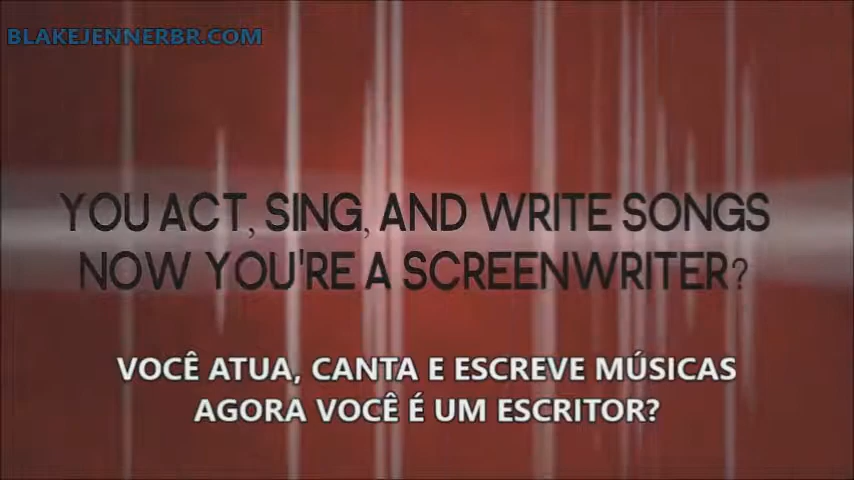 BLAKEJENNERBR.COM
YOU ACT, SING, AND WRITE SONGS
NOW YOU'RE A SCREENWRITER?
VOCÊ ATUA, CANTA E ESCREVE MÚSICAS
AGORA VOCÊ É UM ESCRITOR?